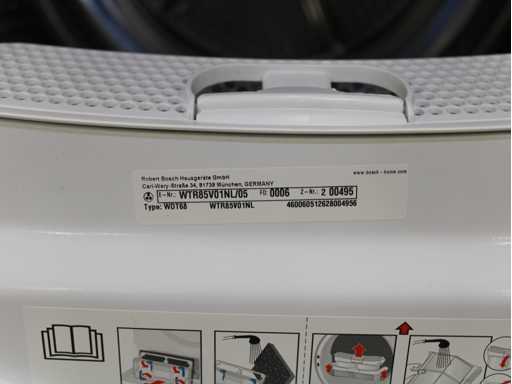 Robert Bosch Hausgeräte GmbH
www.bosch-home.com
Carl-Wery-Straße 34, 81739 München, GERMANY
E-Nr.: WTR85V01NL/05 FD 0006 Z-Nr.: 2 00495
Type: WDT68 WTR85V01NL 460060512628004956